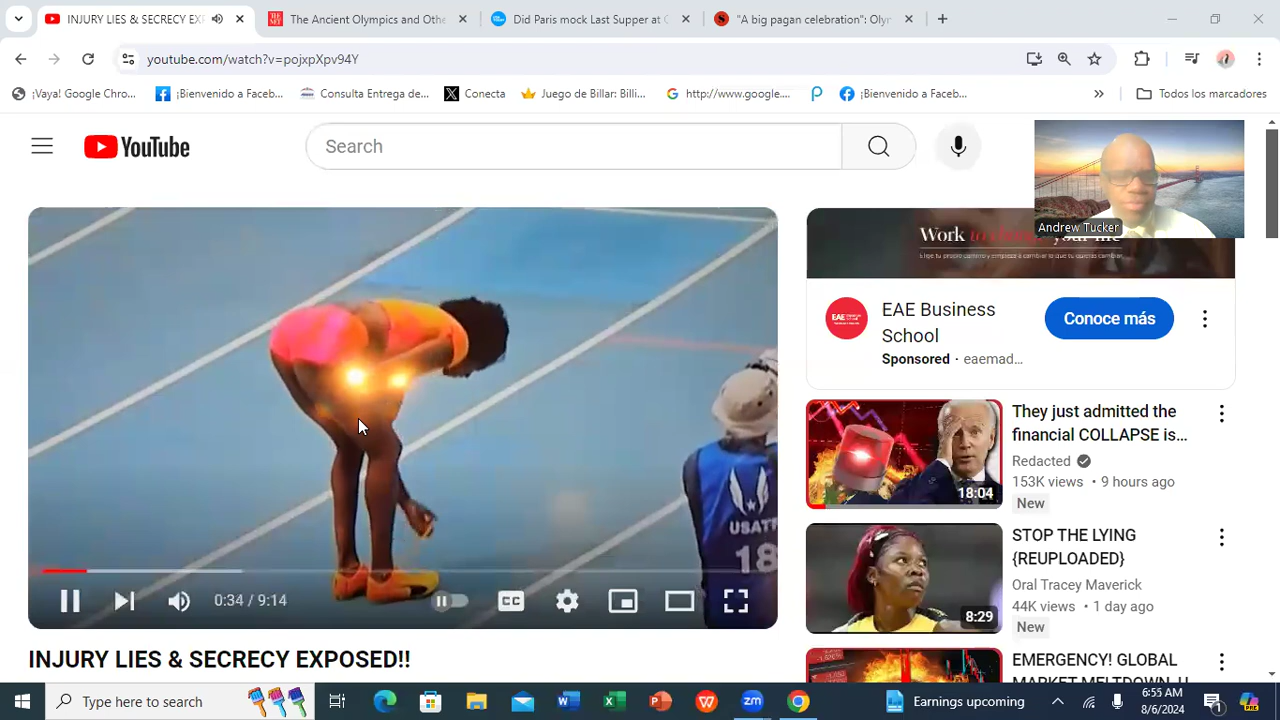 INJURY LIES & SECRECY EXP
The Ancient Olympics and Othe
Did Paris mock Last Supper at O
"A big pagan celebration": Olyn
youtube.com/watch?v=pojxpXpv94Y
¡Vaya! Google Chro...
¡Bienvenido a Faceb...
Consulta Entrega de...
Conecta
Juego de Billar: Billi...
http://www.google....
¡Bienvenido a Faceb...
»
Todos los marcadores
YouTube
Search
Andrew Tucker
Work
EAE Business
School
Conoce más
Sponsored · eaemad...
USATF
18
0:34 / 9:14
CC
They just admitted the
financial COLLAPSE is...
Redacted
153K views • 9 hours ago
New
18:04
STOP THE LYING
{REUPLOADED}
Oral Tracey Maverick
44K views • 1 day ago
New
8:29
EMERGENCY! GLOBAL
INJURY LIES & SECRECY EXPOSED!!
Type here to search
zm
Earnings upcoming
6:55 AM
8/6/2024